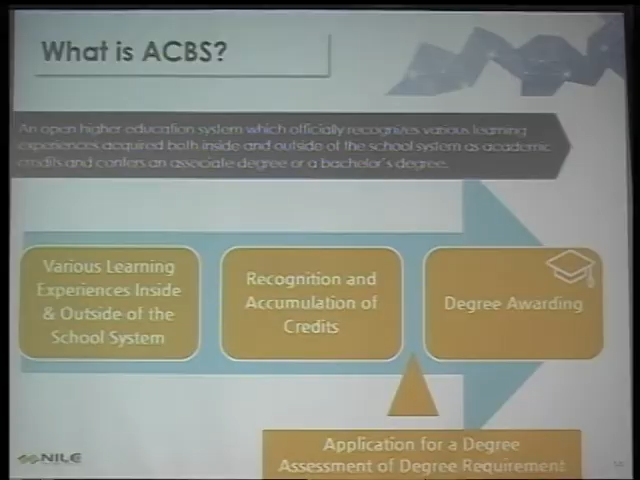 What is ACBS?
An open higher education system which officially recognizes various learning
experiences acquired both inside and outside of the school system as academic
credits and confers an associate degree or a bachelor's degree.
Various Learning
Experiences Inside
& Outside of the
School System
Recognition and
Accumulation of
Credits
Degree Awarding
Application for a Degree
Assessment of Degree Requirement
NILE